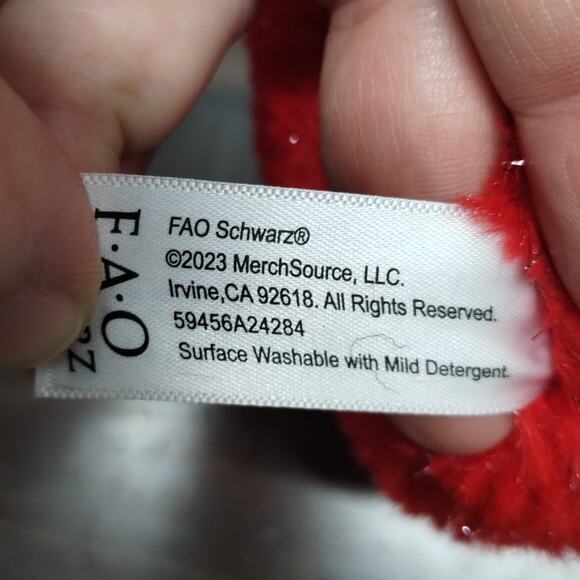 F·A·O
FAO Schwarz®
©2023 MerchSource, LLC.
Irvine,CA 92618. All Rights Reserved.
59456A24284
Surface Washable with Mild Detergent.